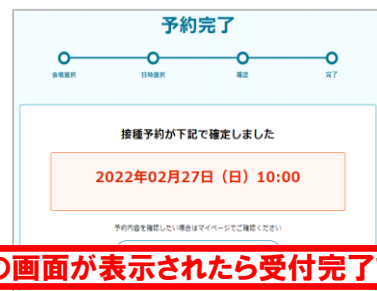 予約完了
会場選択 日時選択 確認 完了
接種予約が下記で確定しました
2022年02月27日（日）10:00
予約内容を確認したい場合はマイページでご確認ください
の画面が表示されたら受付完了で